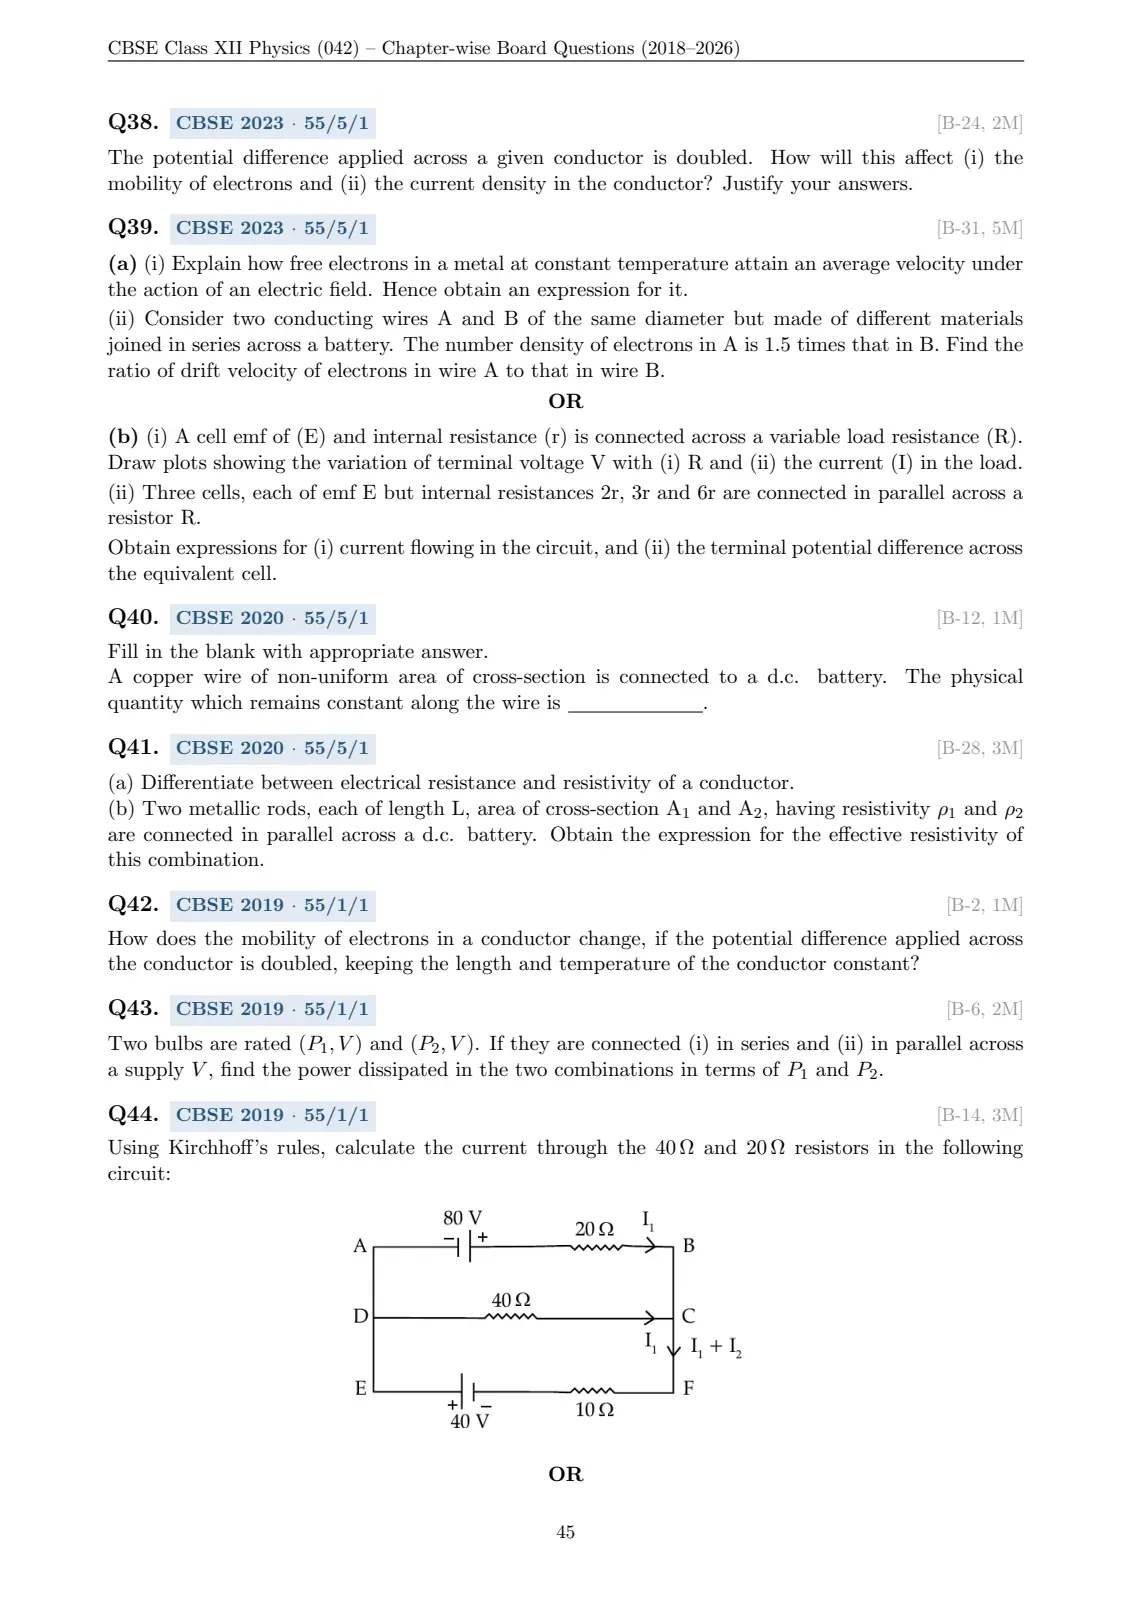 CBSE Class XII Physics (042) – Chapter-wise Board Questions (2018–2026)
Q38. CBSE 2023 · 55/5/1 [B-24, 2M]
The potential difference applied across a given conductor is doubled. How will this affect (i) the
mobility of electrons and (ii) the current density in the conductor? Justify your answers.
Q39. CBSE 2023 · 55/5/1 [B-31, 5M]
(a) (i) Explain how free electrons in a metal at constant temperature attain an average velocity under
the action of an electric field. Hence obtain an expression for it.
(ii) Consider two conducting wires A and B of the same diameter but made of different materials
joined in series across a battery. The number density of electrons in A is 1.5 times that in B. Find the
ratio of drift velocity of electrons in wire A to that in wire B.
OR
(b) (i) A cell emf of (E) and internal resistance (r) is connected across a variable load resistance (R).
Draw plots showing the variation of terminal voltage V with (i) R and (ii) the current (I) in the load.
(ii) Three cells, each of emf E but internal resistances 2r, 3r and 6r are connected in parallel across a
resistor R.
Obtain expressions for (i) current flowing in the circuit, and (ii) the terminal potential difference across
the equivalent cell.
Q40. CBSE 2020 · 55/5/1 [B-12, 1M]
Fill in the blank with appropriate answer.
A copper wire of non-uniform area of cross-section is connected to a d.c. battery. The physical
quantity which remains constant along the wire is ____________.
Q41. CBSE 2020 · 55/5/1 [B-28, 3M]
(a) Differentiate between electrical resistance and resistivity of a conductor.
(b) Two metallic rods, each of length L, area of cross-section A₁ and A₂, having resistivity ρ₁ and ρ₂
are connected in parallel across a d.c. battery. Obtain the expression for the effective resistivity of
this combination.
Q42. CBSE 2019 · 55/1/1 [B-2, 1M]
How does the mobility of electrons in a conductor change, if the potential difference applied across
the conductor is doubled, keeping the length and temperature of the conductor constant?
Q43. CBSE 2019 · 55/1/1 [B-6, 2M]
Two bulbs are rated (P₁, V) and (P₂, V). If they are connected (i) in series and (ii) in parallel across
a supply V, find the power dissipated in the two combinations in terms of P₁ and P₂.
Q44. CBSE 2019 · 55/1/1 [B-14, 3M]
Using Kirchhoff's rules, calculate the current through the 40 Ω and 20 Ω resistors in the following
circuit:
80 V 20 Ω I₁
A − + B
40 Ω
D C
I₁ I₁ + I₂
E F
+ − 10 Ω
40 V
OR
45